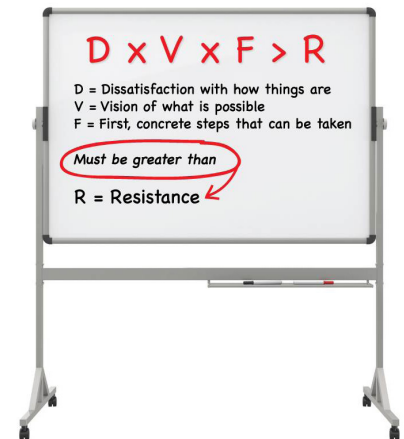 D x V x F > R
D = Dissatisfaction with how things are
V = Vision of what is possible
F = First, concrete steps that can be taken
Must be greater than
R = Resistance